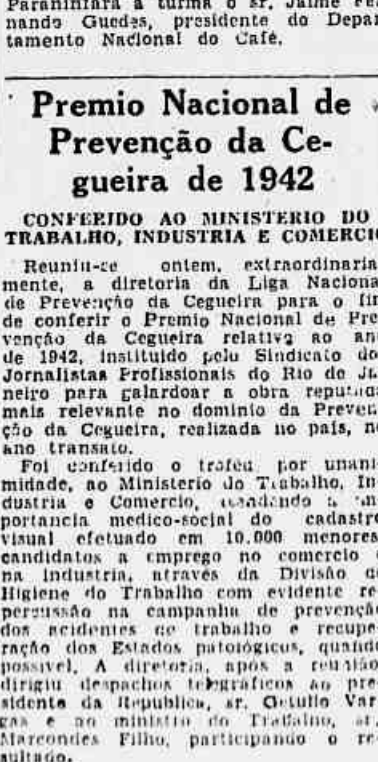 Paraninfará a turma o sr. Jaime Fer
nando Guedes, presidente do Depar
tamento Nacional do Café.
Premio Nacional de
Prevenção da Ce-
gueira de 1942
CONFERIDO AO MINISTERIO DO
TRABALHO, INDUSTRIA E COMERCIO
Reuniu-se ontem, extraordinaria
mente, a diretoria da Liga Naciona
de Prevenção da Cegueira para o fim
de conferir o Premio Nacional de Pre
venção da Cegueira relativo ao an
de 1942, instituido pelo Sindicato do
Jornalistas Profissionais do Rio de Ja
neiro para galardoar a obra reputada
mais relevante no dominio da Preven
ção da Cegueira, realizada no país, n
ano transato.
Foi conferido o troféu por unani
midade, ao Ministerio do Trabalho, In
dustria e Comercio, a im
portancia medico-social do cadastro
visual efetuado em 10.000 menores
candidatos a emprego no comercio e
na industria, através da Divisão d
Higiene do Trabalho com evidente re
percussão na campanha de prevenção
dos acidentes de trabalho e recupe
ração dos Estados patológicos, quando
possivel. A diretoria, após a reunião
dirigiu despachos telegráficos ao pre
sidente da Republica, sr. Getulio Var
gas e ao ministro do Trabalho, sr.
Marcondes Filho, participando o re
sultado.